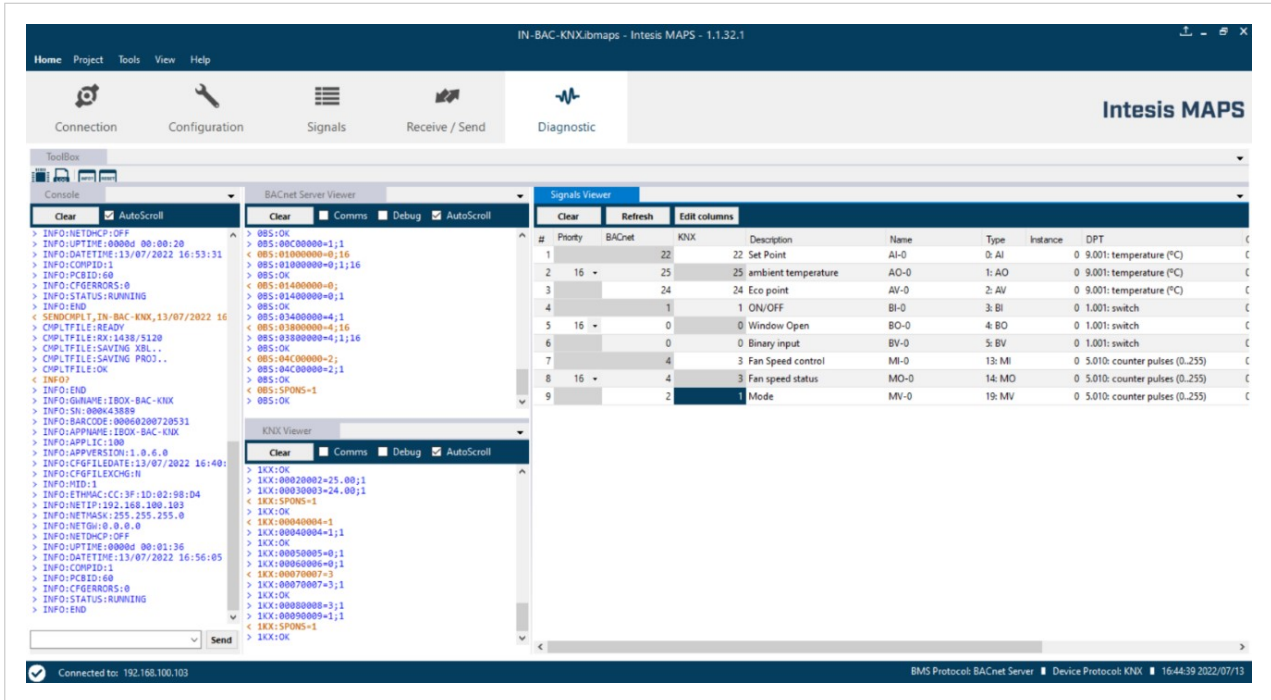 IN-BAC-KNX.ibmaps - Intesis MAPS - 1.1.32.1
Home Project Tools View Help
Connection Configuration Signals Receive / Send Diagnostic
Intesis MAPS
ToolBox
Console
Clear AutoScroll
> INFO:NETDHCP:OFF
> INFO:UPTIME:0000d 00:00:20
> INFO:DATETIME:13/07/2022 16:53:31
> INFO:COMPID:1
> INFO:PCBID:60
> INFO:CFGERRORS:0
> INFO:STATUS:RUNNING
> INFO:END
< SENDCMPLT,IN-BAC-KNX,13/07/2022 16
> CMPLTFILE:READY
> CMPLTFILE:RX:1438/5120
> CMPLTFILE:SAVING XBL..
> CMPLTFILE:SAVING PROJ..
> CMPLTFILE:OK
< INFO?
> INFO:END
> INFO:GWNAME:IBOX-BAC-KNX
> INFO:SN:000K43889
> INFO:BARCODE:00060200720531
> INFO:APPNAME:IBOX-BAC-KNX
> INFO:APPLIC:100
> INFO:APPVERSION:1.0.6.0
> INFO:CFGFILEDATE:13/07/2022 16:40:
> INFO:CFGFILEXCHG:N
> INFO:MID:1
> INFO:ETHMAC:CC:3F:1D:02:98:D4
> INFO:NETIP:192.168.100.103
> INFO:NETMASK:255.255.255.0
> INFO:NETGW:0.0.0.0
> INFO:NETDHCP:OFF
> INFO:UPTIME:0000d 00:01:36
> INFO:DATETIME:13/07/2022 16:56:05
> INFO:COMPID:1
> INFO:PCBID:60
> INFO:CFGERRORS:0
> INFO:STATUS:RUNNING
> INFO:END
Send
BACnet Server Viewer
Clear Comms Debug AutoScroll
> 0BS:OK
> 0BS:00C00000=1;1
< 0BS:01000000=0;16
> 0BS:01000000=0;1;16
> 0BS:OK
< 0BS:01400000=0;
> 0BS:01400000=0;1
> 0BS:OK
> 0BS:03400000=4;1
< 0BS:03800000=4;16
> 0BS:03800000=4;1;16
> 0BS:OK
< 0BS:04C00000=2;
> 0BS:04C00000=2;1
> 0BS:OK
< 0BS:SPONS=1
> 0BS:OK
KNX Viewer
Clear Comms Debug AutoScroll
> 1KX:OK
> 1KX:00020002=25.00;1
> 1KX:00030003=24.00;1
< 1KX:SPONS=1
> 1KX:OK
< 1KX:00040004=1
> 1KX:00040004=1;1
> 1KX:OK
> 1KX:00050005=0;1
> 1KX:00060006=0;1
< 1KX:00070007=3
> 1KX:00070007=3;1
> 1KX:OK
> 1KX:00080008=3;1
> 1KX:00090009=1;1
< 1KX:SPONS=1
> 1KX:OK
Signals Viewer
Clear Refresh Edit columns
# Priority BACnet KNX Description Name Type Instance DPT
1 22 22 Set Point AI-0 0: AI 0 9.001: temperature (ºC)
2 16 25 25 ambient temperature AO-0 1: AO 0 9.001: temperature (ºC)
3 24 24 Eco point AV-0 2: AV 0 9.001: temperature (ºC)
4 1 1 ON/OFF BI-0 3: BI 0 1.001: switch
5 16 0 0 Window Open BO-0 4: BO 0 1.001: switch
6 0 0 Binary input BV-0 5: BV 0 1.001: switch
7 4 3 Fan Speed control MI-0 13: MI 0 5.010: counter pulses (0..255)
8 16 4 3 Fan speed status MO-0 14: MO 0 5.010: counter pulses (0..255)
9 2 1 Mode MV-0 19: MV 0 5.010: counter pulses (0..255)
Connected to: 192.168.100.103
BMS Protocol: BACnet Server Device Protocol: KNX 16:44:39 2022/07/13